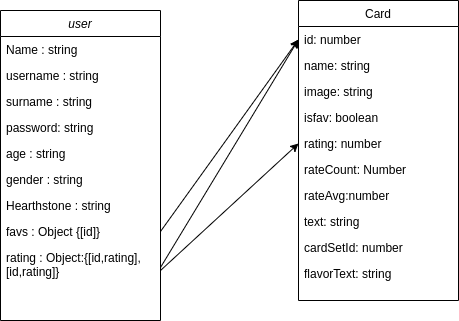 user
Name : string
username : string
surname : string
password: string
age : string
gender : string
Hearthstone : string
favs : Object {[id]}
rating : Object:{[id,rating],
[id,rating]}
Card
id: number
name: string
image: string
isfav: boolean
rating: number
rateCount: Number
rateAvg:number
text: string
cardSetId: number
flavorText: string